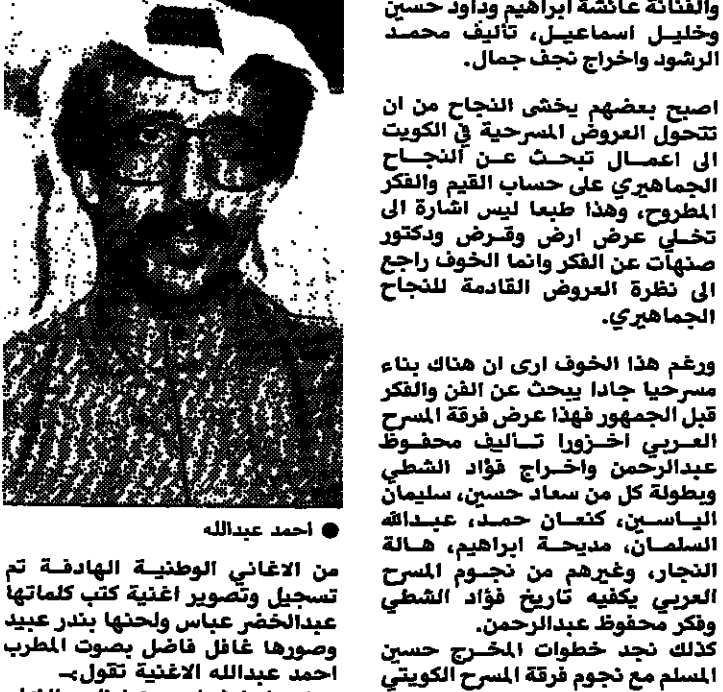 والفنانة عائشة ابراهيم وداود حسين
وخليل اسماعيل، تأليف محمد
الرشود واخراج نجف جمال.
اصبح بعضهم يخشى النجاح من ان
تتحول العروض المسرحية في الكويت
الى اعمال تبحث عن النجاح
الجماهيري على حساب القيم والفكر
المطروح، وهذا طبعا ليس اشارة الى
تخلي عرض ارض وقرض ودكتور
صنهات عن الفكر وانما الخوف راجع
الى نظرة العروض القادمة للنجاح
الجماهيري.
ورغم هذا الخوف ارى ان هناك بناء
مسرحيا جادا يبحث عن الفن والفكر
قبل الجمهور فهذا عرض فرقة المسرح
العربي اخزورا تأليف محفوظ
عبدالرحمن واخراج فؤاد الشطي
وبطولة كل من سعاد حسين، سليمان
الياسين، كنعان حمد، عبدالله
السلمان، مديحة ابراهيم، هالة
النجار، وغيرهم من نجوم المسرح
العربي يكفيه تاريخ فؤاد الشطي
وفكر محفوظ عبدالرحمن.
كذلك نجد خطوات المخرج حسين
المسلم مع نجوم فرقة المسرح الكويتي
● احمد عبدالله
من الاغاني الوطنية الهادفة تم
تسجيل وتصوير اغنية كتب كلماتها
عبدالخضر عباس ولحنها بندر عبيد
وصورها غافل فاضل بصوت المطرب
احمد عبدالله الاغنية تقول:ـ